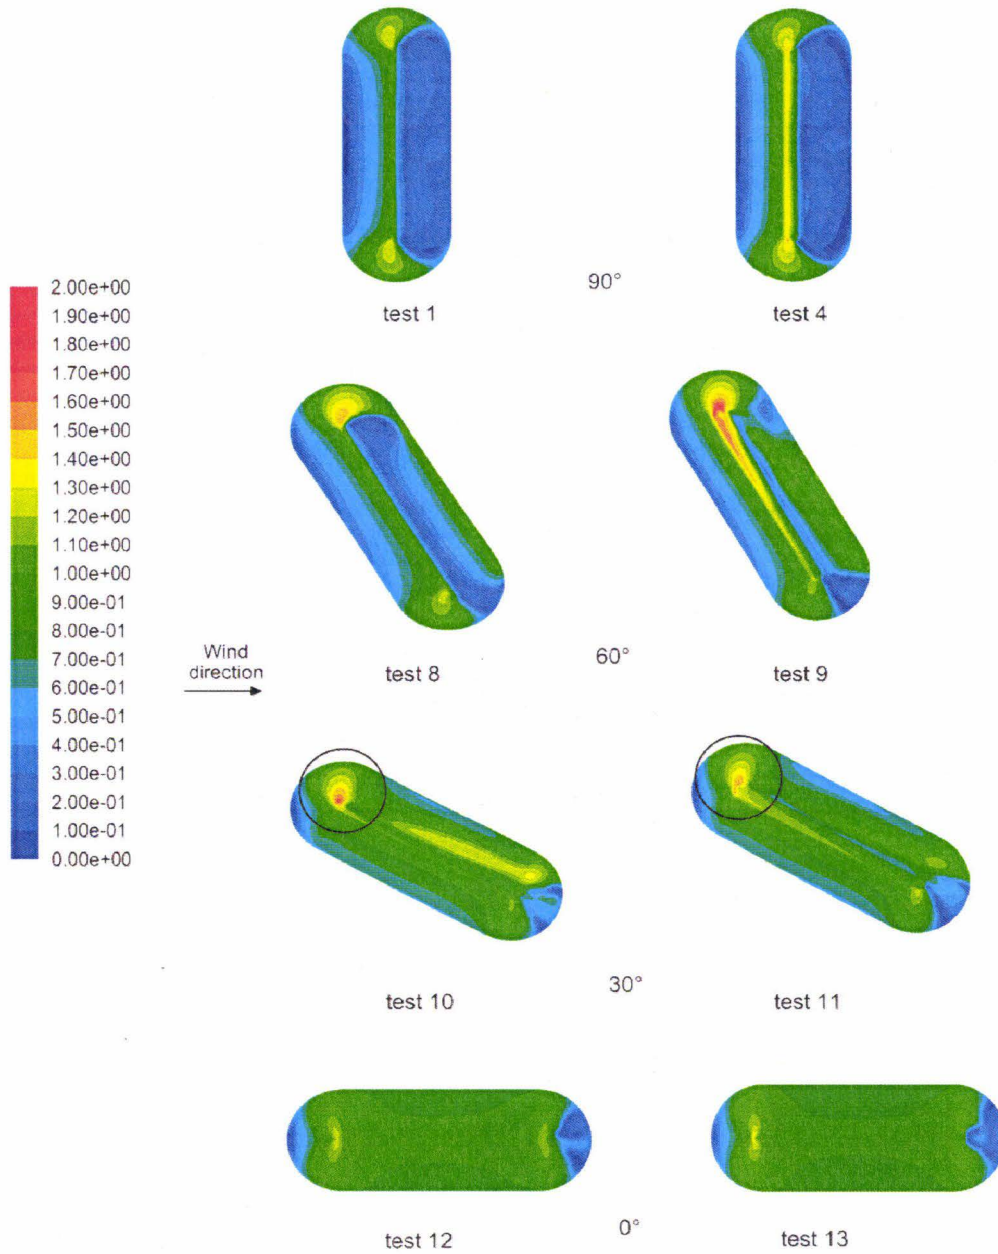 test 1
test 4
90°
2.00e+00
1.90e+00
1.80e+00
1.70e+00
1.60e+00
1.50e+00
1.40e+00
1.30e+00
1.20e+00
1.10e+00
1.00e+00
9.00e-01
8.00e-01
7.00e-01
6.00e-01
5.00e-01
4.00e-01
3.00e-01
2.00e-01
1.00e-01
0.00e+00
Wind
direction
test 8
60°
test 9
test 10
30°
test 11
test 12
0°
test 13